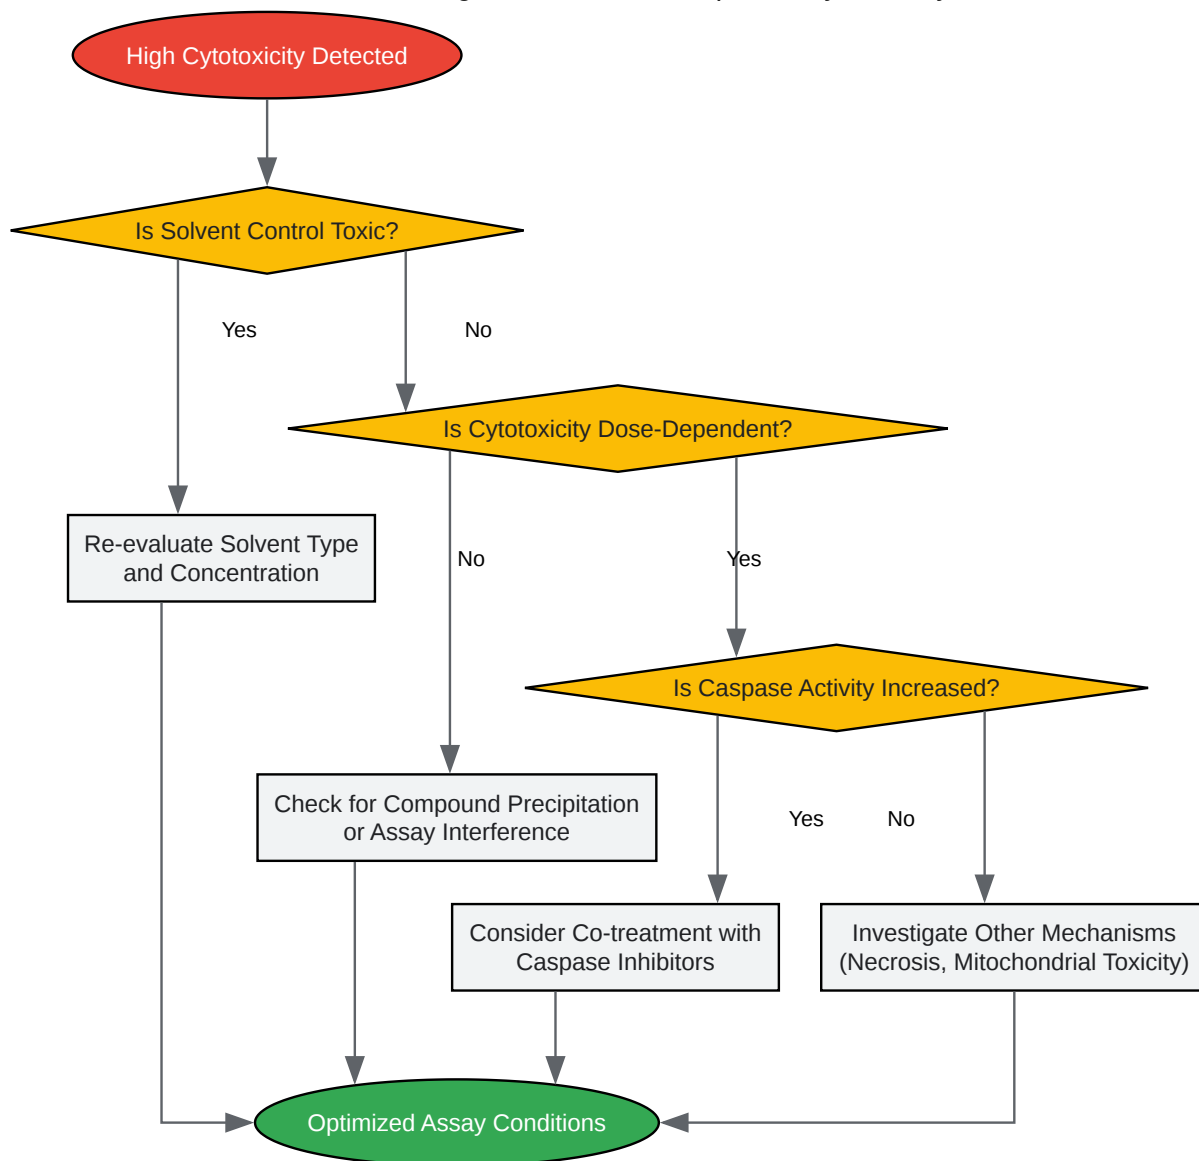 High Cytotoxicity Detected
Is Solvent Control Toxic?
Yes
No
Is Cytotoxicity Dose-Dependent?
Re-evaluate Solvent Type
and Concentration
No
Yes
Is Caspase Activity Increased?
Check for Compound Precipitation
or Assay Interference
Yes
No
Consider Co-treatment with
Caspase Inhibitors
Investigate Other Mechanisms
(Necrosis, Mitochondrial Toxicity)
Optimized Assay Conditions